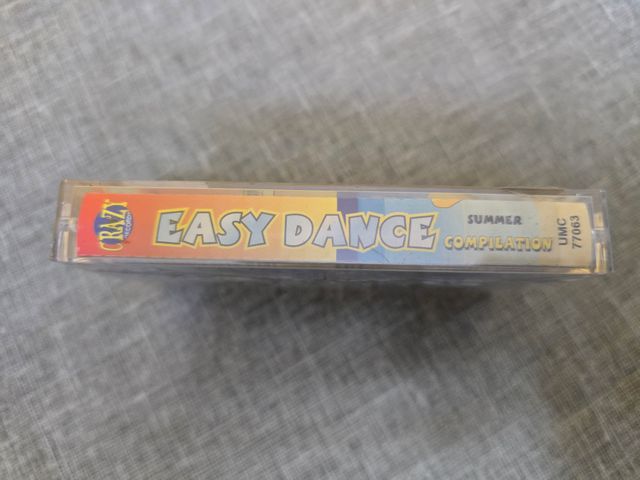 CRAZY
EASY DANCE
SUMMER
COMPILATION
UMC
77063